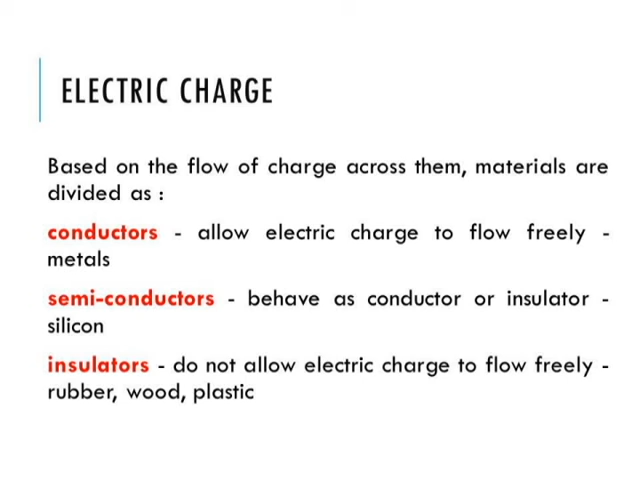 ELECTRIC CHARGE
Based on the flow of charge across them, materials are
divided as :
conductors - allow electric charge to flow freely -
metals
semi-conductors - behave as conductor or insulator -
silicon
insulators - do not allow electric charge to flow freely -
rubber, wood, plastic